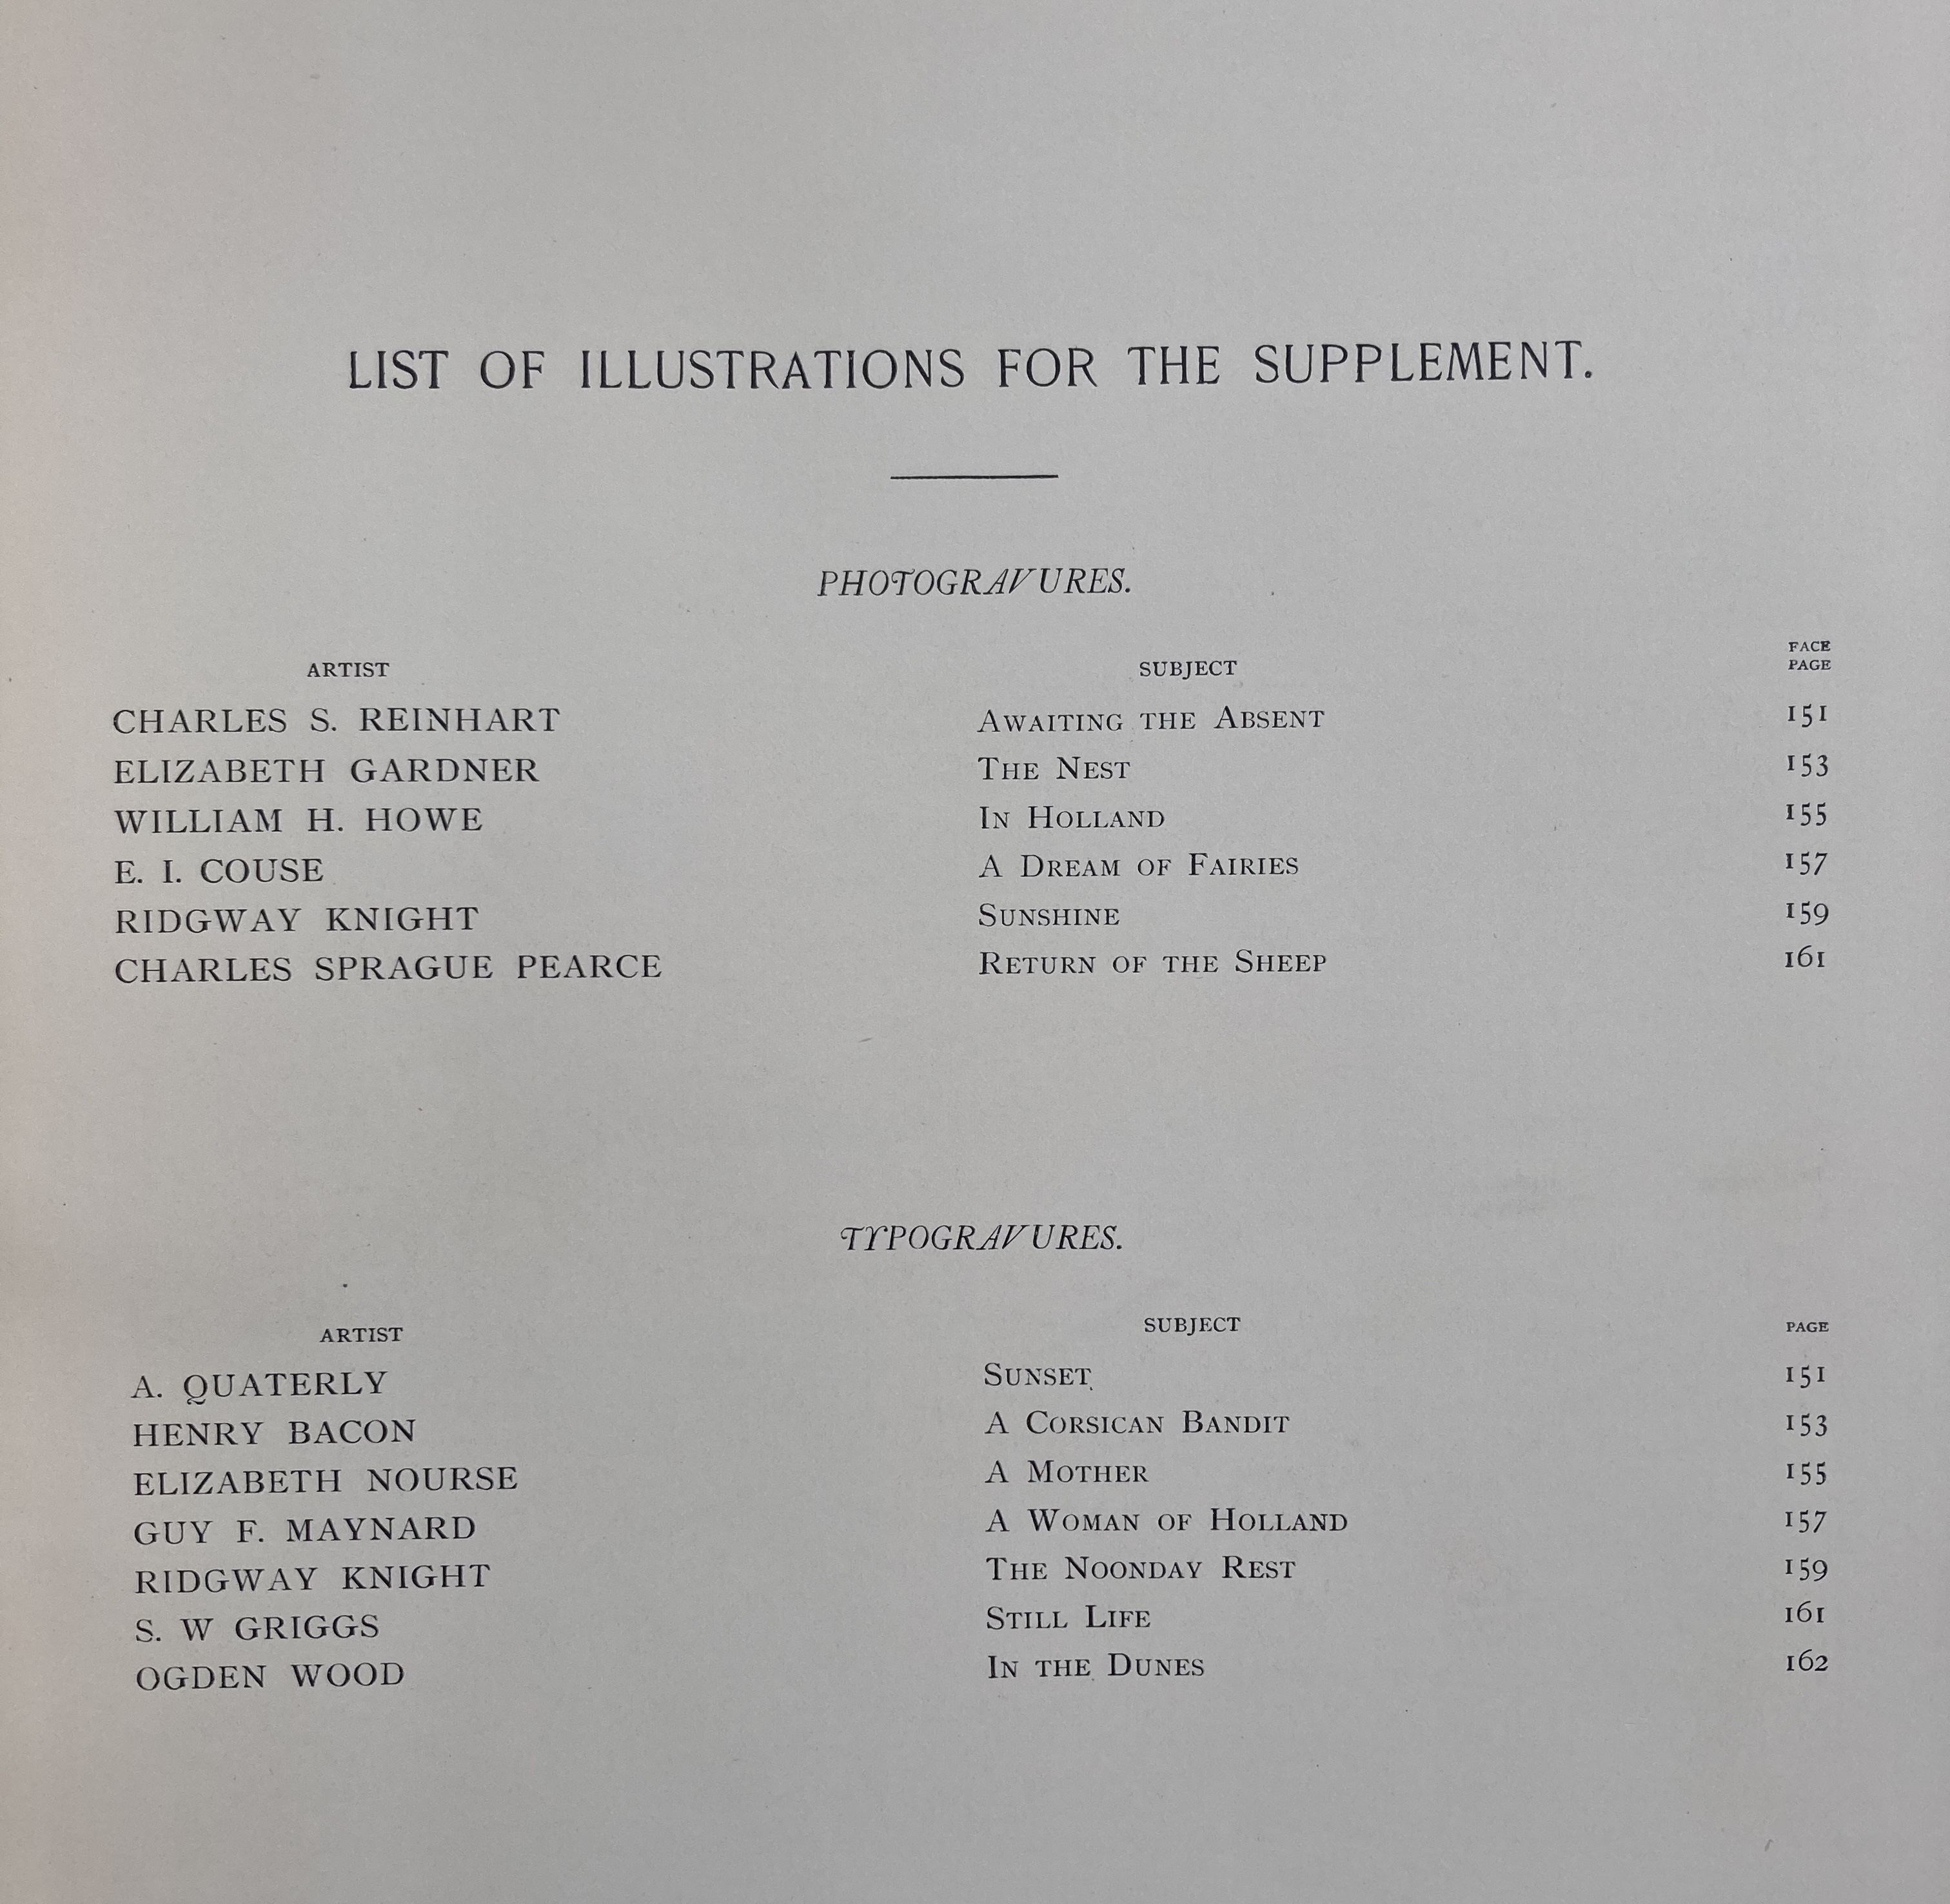 LIST OF ILLUSTRATIONS FOR THE SUPPLEMENT.
PHOTOGRAVURES.
ARTIST SUBJECT FACE PAGE
CHARLES S. REINHART AWAITING THE ABSENT 151
ELIZABETH GARDNER THE NEST 153
WILLIAM H. HOWE IN HOLLAND 155
E. I. COUSE A DREAM OF FAIRIES 157
RIDGWAY KNIGHT SUNSHINE 159
CHARLES SPRAGUE PEARCE RETURN OF THE SHEEP 161
TYPOGRAVURES.
ARTIST SUBJECT PAGE
A. QUATERLY SUNSET 151
HENRY BACON A CORSICAN BANDIT 153
ELIZABETH NOURSE A MOTHER 155
GUY F. MAYNARD A WOMAN OF HOLLAND 157
RIDGWAY KNIGHT THE NOONDAY REST 159
S. W GRIGGS STILL LIFE 161
OGDEN WOOD IN THE DUNES 162